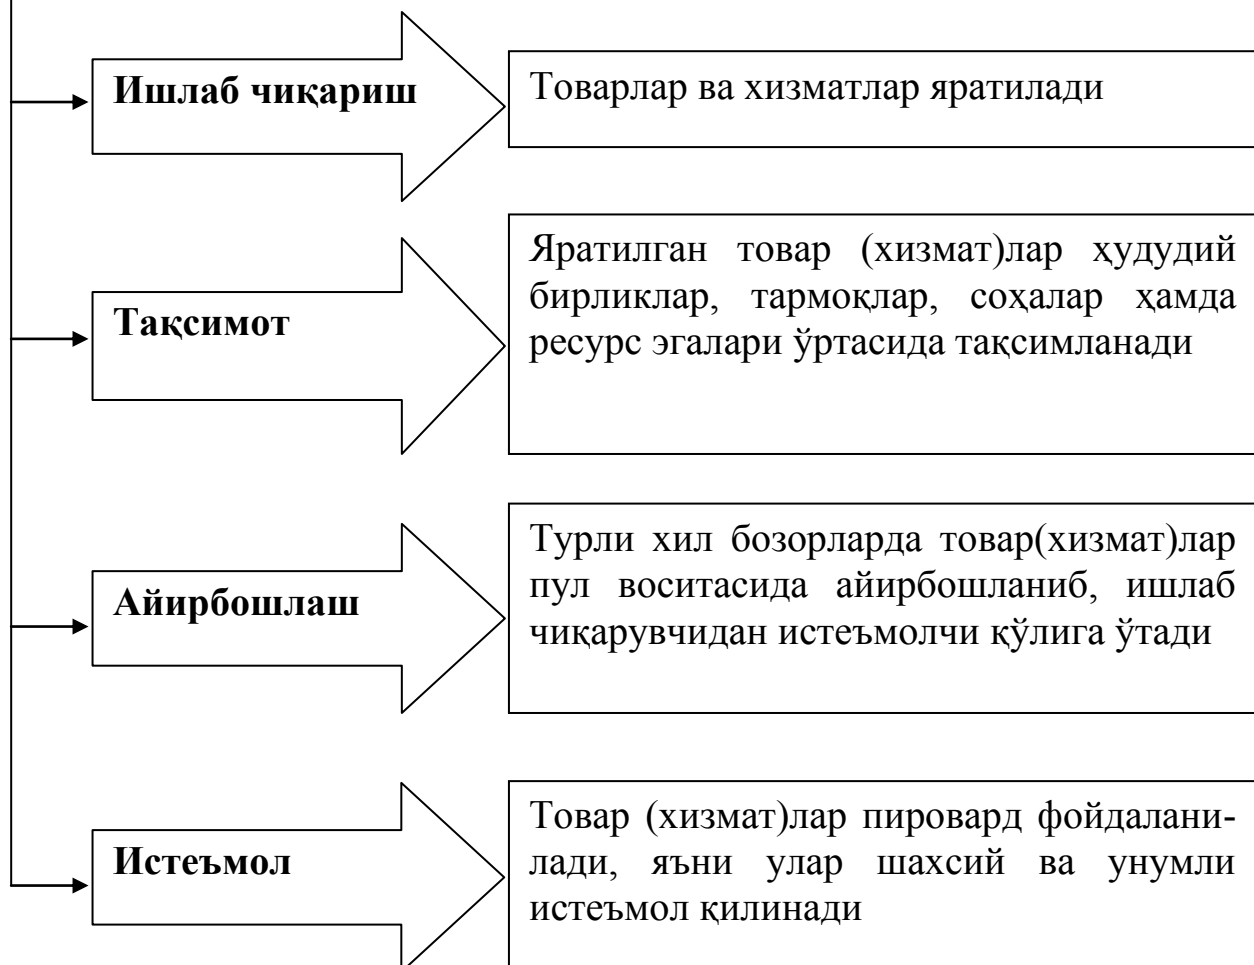 Ишлаб чиқариш
Товарлар ва хизматлар яратилади
Тақсимот
Яратилган товар (хизмат)лар ҳудудий
бирликлар, тармоқлар, соҳалар ҳамда
ресурс эгалари ўртасида тақсимланади
Айирбошлаш
Турли хил бозорларда товар(хизмат)лар
пул воситасида айирбошланиб, ишлаб
чиқарувчидан истеъмолчи қўлига ўтади
Истеъмол
Товар (хизмат)лар пировард фойдалани-
лади, яъни улар шахсий ва унумли
истеъмол қилинади